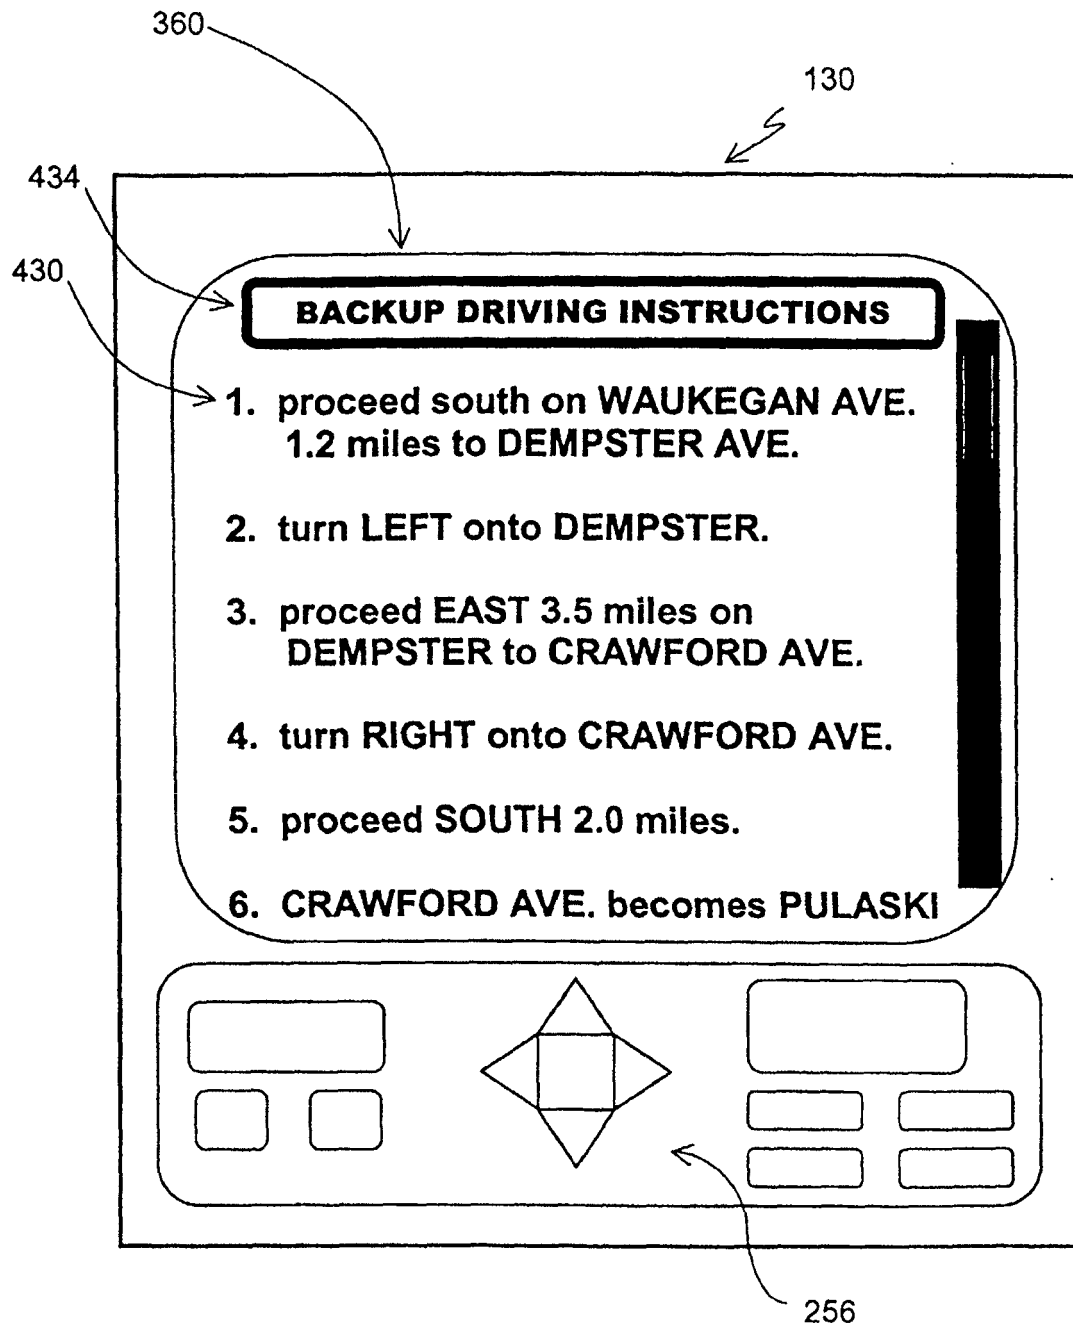 360
130
434
430
BACKUP DRIVING INSTRUCTIONS
1. proceed south on WAUKEGAN AVE.
1.2 miles to DEMPSTER AVE.
2. turn LEFT onto DEMPSTER.
3. proceed EAST 3.5 miles on
DEMPSTER to CRAWFORD AVE.
4. turn RIGHT onto CRAWFORD AVE.
5. proceed SOUTH 2.0 miles.
6. CRAWFORD AVE. becomes PULASKI
256